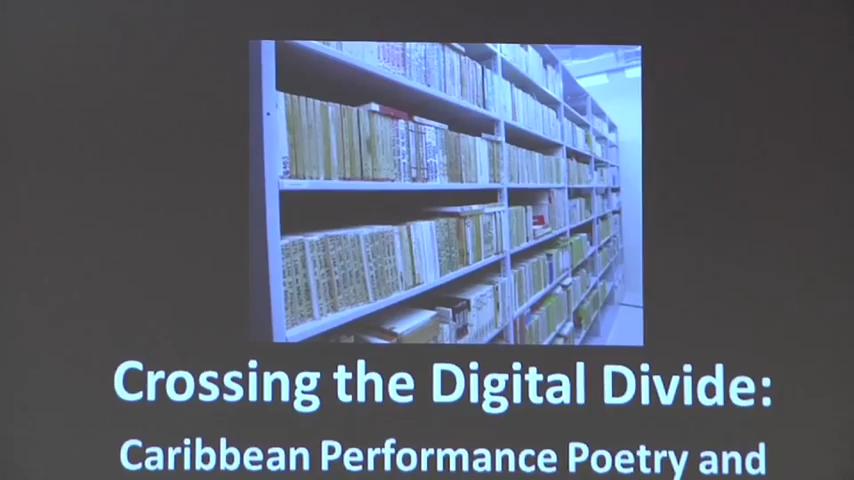 Crossing the Digital Divide:
Caribbean Performance Poetry and